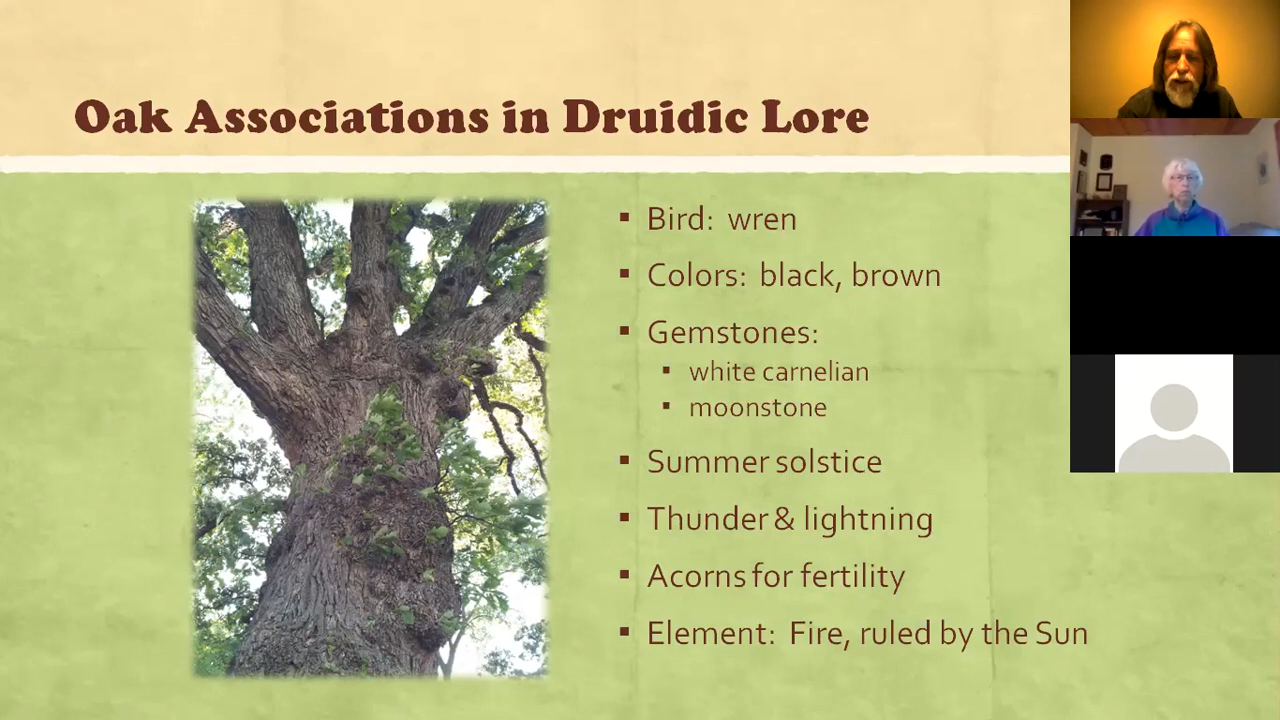 Oak Associations in Druidic Lore
Bird: wren
Colors: black, brown
Gemstones:
white carnelian
moonstone
Summer solstice
Thunder & lightning
Acorns for fertility
Element: Fire, ruled by the Sun